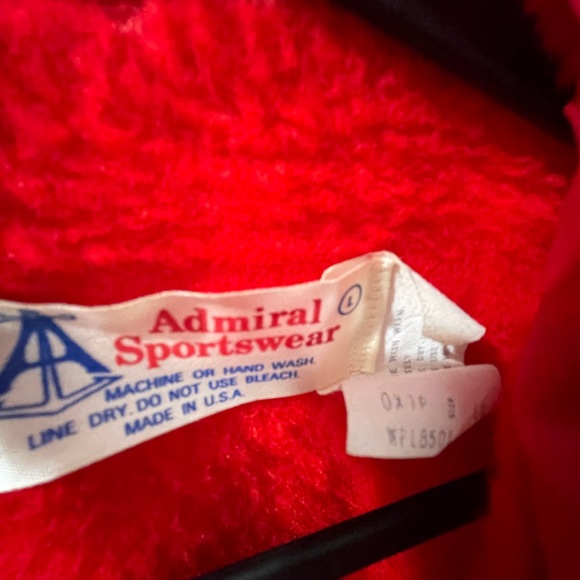 Admiral
Sportswear
L
MACHINE OR HAND WASH.
LINE DRY. DO NOT USE BLEACH.
MADE IN U.S.A.